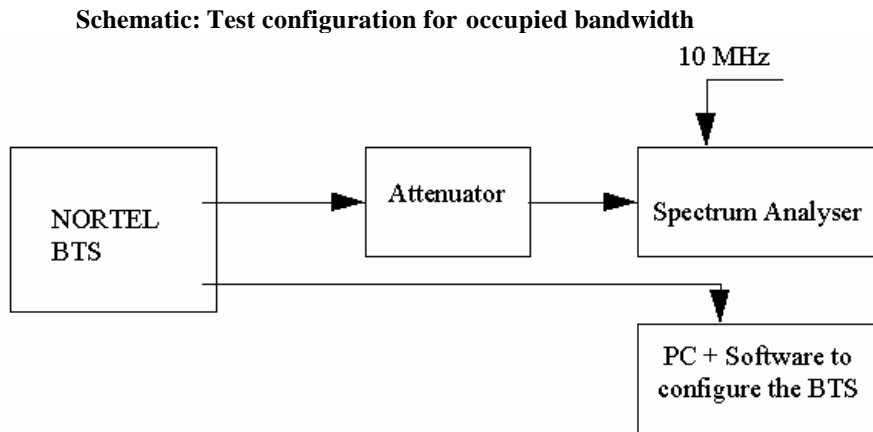 Schematic: Test configuration for occupied bandwidth
10 MHz
NORTEL
BTS
Attenuator
Spectrum Analyser
PC + Software to
configure the BTS